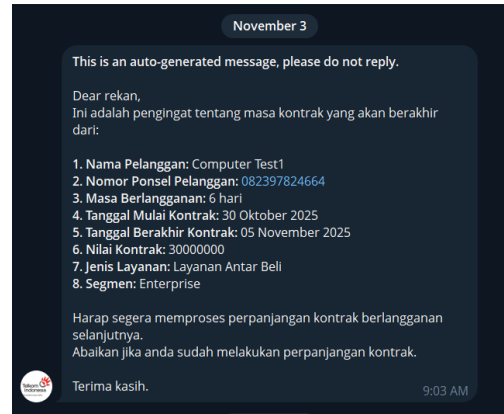 November 3
This is an auto-generated message, please do not reply.
Dear rekan,
Ini adalah pengingat tentang masa kontrak yang akan berakhir
dari:
1. Nama Pelanggan: Computer Test1
2. Nomor Ponsel Pelanggan: 082397824664
3. Masa Berlangganan: 6 hari
4. Tanggal Mulai Kontrak: 30 Oktober 2025
5. Tanggal Berakhir Kontrak: 05 November 2025
6. Nilai Kontrak: 30000000
7. Jenis Layanan: Layanan Antar Beli
8. Segmen: Enterprise
Harap segera memproses perpanjangan kontrak berlangganan
selanjutnya.
Abaikan jika anda sudah melakukan perpanjangan kontrak.
Terima kasih.
9:03 AM
Telkom
Indonesia